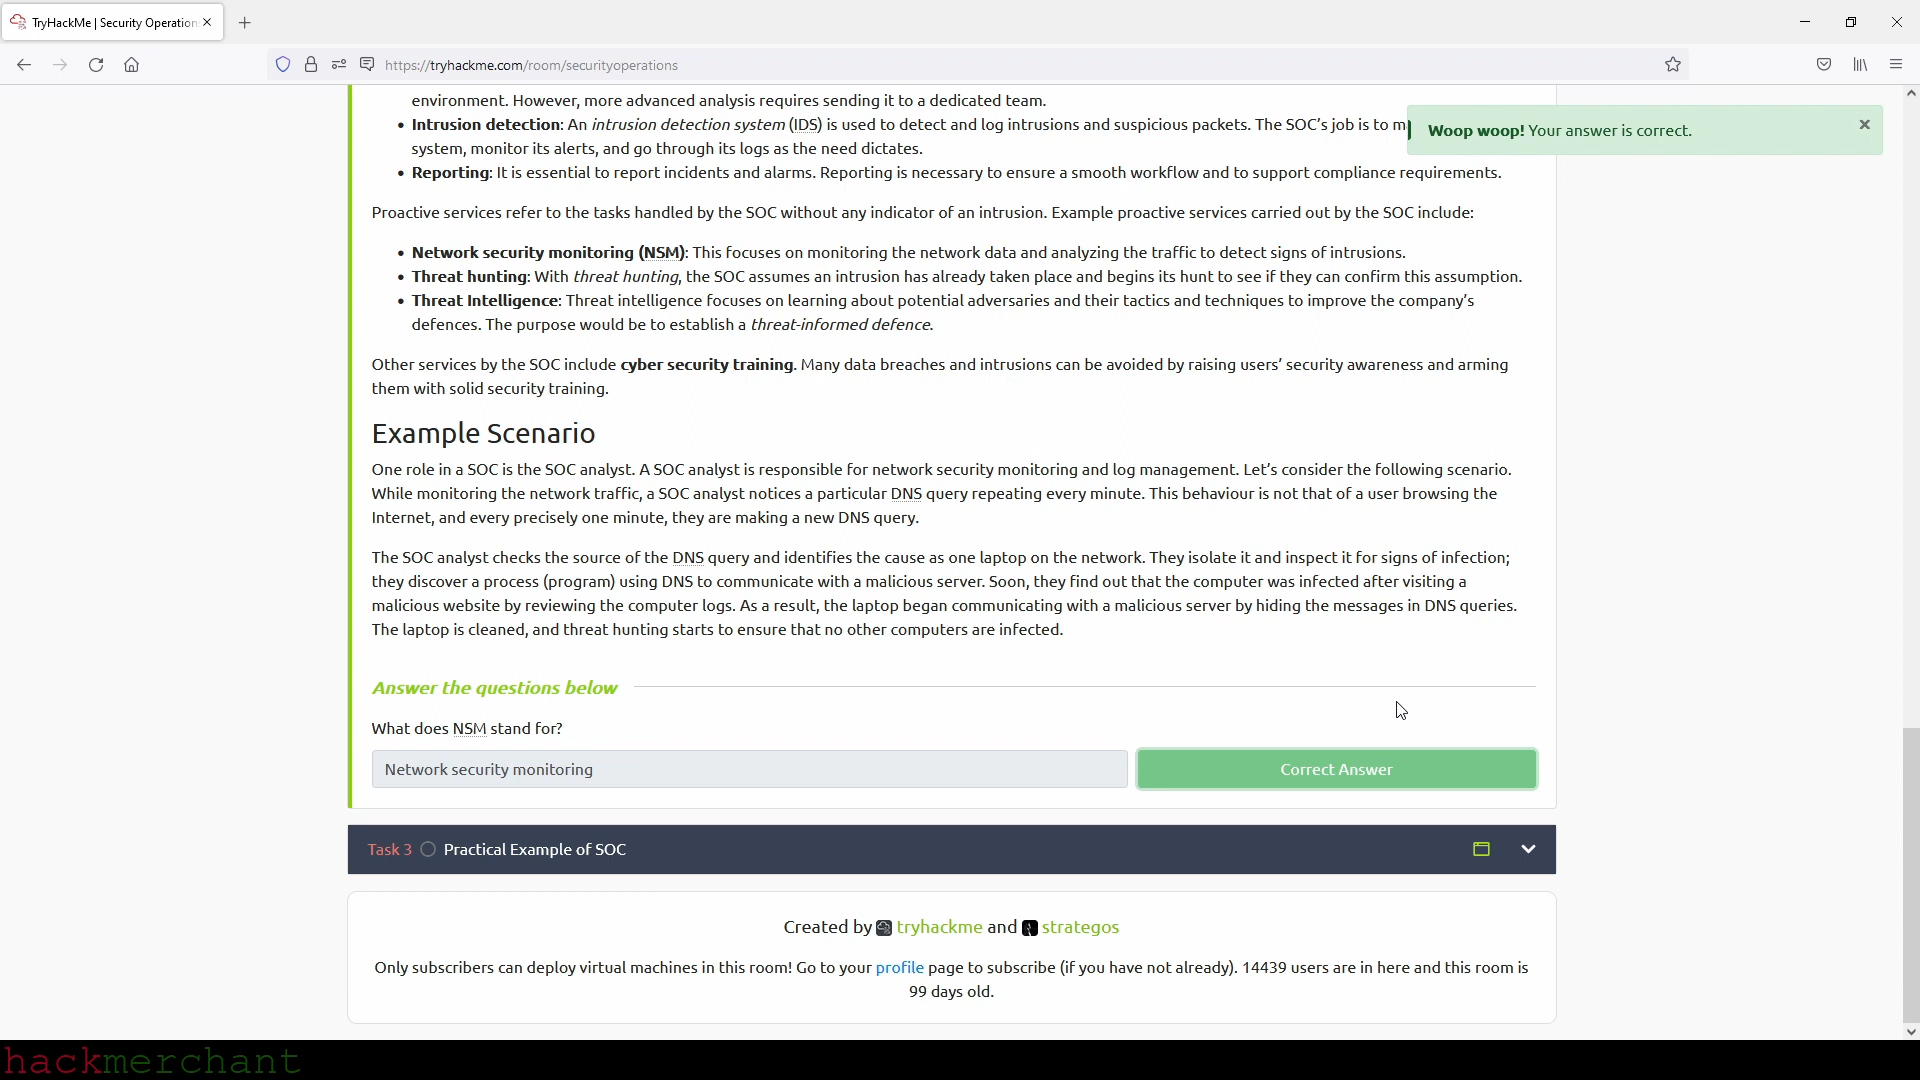 TryHackMe | Security Operation
https://tryhackme.com/room/securityoperations
environment. However, more advanced analysis requires sending it to a dedicated team.
• Intrusion detection: An intrusion detection system (IDS) is used to detect and log intrusions and suspicious packets. The SOC’s job is to m
Woop woop! Your answer is correct.
system, monitor its alerts, and go through its logs as the need dictates.
• Reporting: It is essential to report incidents and alarms. Reporting is necessary to ensure a smooth workflow and to support compliance requirements.
Proactive services refer to the tasks handled by the SOC without any indicator of an intrusion. Example proactive services carried out by the SOC include:
• Network security monitoring (NSM): This focuses on monitoring the network data and analyzing the traffic to detect signs of intrusions.
• Threat hunting: With threat hunting, the SOC assumes an intrusion has already taken place and begins its hunt to see if they can confirm this assumption.
• Threat Intelligence: Threat intelligence focuses on learning about potential adversaries and their tactics and techniques to improve the company’s
defences. The purpose would be to establish a threat-informed defence.
Other services by the SOC include cyber security training. Many data breaches and intrusions can be avoided by raising users’ security awareness and arming
them with solid security training.
Example Scenario
One role in a SOC is the SOC analyst. A SOC analyst is responsible for network security monitoring and log management. Let’s consider the following scenario.
While monitoring the network traffic, a SOC analyst notices a particular DNS query repeating every minute. This behaviour is not that of a user browsing the
Internet, and every precisely one minute, they are making a new DNS query.
The SOC analyst checks the source of the DNS query and identifies the cause as one laptop on the network. They isolate it and inspect it for signs of infection;
they discover a process (program) using DNS to communicate with a malicious server. Soon, they find out that the computer was infected after visiting a
malicious website by reviewing the computer logs. As a result, the laptop began communicating with a malicious server by hiding the messages in DNS queries.
The laptop is cleaned, and threat hunting starts to ensure that no other computers are infected.
Answer the questions below
What does NSM stand for?
Network security monitoring
Correct Answer
Task 3 Practical Example of SOC
Created by tryhackme and strategos
Only subscribers can deploy virtual machines in this room! Go to your profile page to subscribe (if you have not already). 14439 users are in here and this room is
99 days old.
hackmerchant